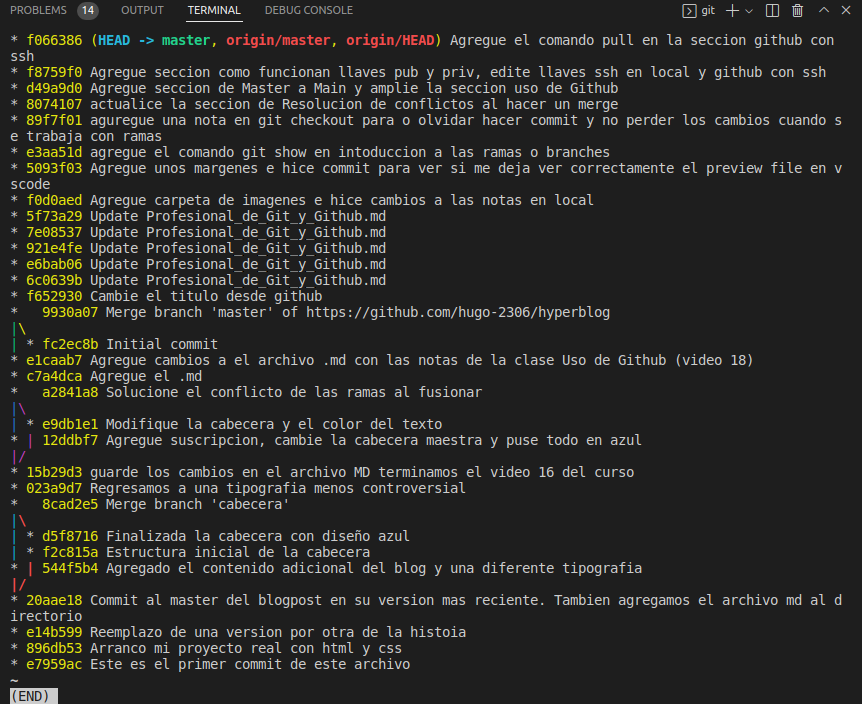 PROBLEMS 14 OUTPUT TERMINAL DEBUG CONSOLE git
* f066386 (HEAD -> master, origin/master, origin/HEAD) Agregue el comando pull en la seccion github con
ssh
* f8759f0 Agregue seccion como funcionan llaves pub y priv, edite llaves ssh en local y github con ssh
* d49a9d0 Agregue seccion de Master a Main y amplie la seccion uso de Github
* 8074107 actualice la seccion de Resolucion de conflictos al hacer un merge
* 89f7f01 aguregue una nota en git checkout para o olvidar hacer commit y no perder los cambios cuando s
e trabaja con ramas
* e3aa51d agregue el comando git show en intoduccion a las ramas o branches
* 5093f03 Agregue unos margenes e hice commit para ver si me deja ver correctamente el preview file en v
scode
* f0d0aed Agregue carpeta de imagenes e hice cambios a las notas en local
* 5f73a29 Update Profesional_de_Git_y_Github.md
* 7e08537 Update Profesional_de_Git_y_Github.md
* 921e4fe Update Profesional_de_Git_y_Github.md
* e6bab06 Update Profesional_de_Git_y_Github.md
* 6c0639b Update Profesional_de_Git_y_Github.md
* f652930 Cambie el titulo desde github
*   9930a07 Merge branch 'master' of https://github.com/hugo-2306/hyperblog
|\
| * fc2ec8b Initial commit
* e1caab7 Agregue cambios a el archivo .md con las notas de la clase Uso de Github (video 18)
* c7a4dca Agregue el .md
*   a2841a8 Solucione el conflicto de las ramas al fusionar
|\
| * e9db1e1 Modifique la cabecera y el color del texto
* | 12ddbf7 Agregue suscripcion, cambie la cabecera maestra y puse todo en azul
|/
* 15b29d3 guarde los cambios en el archivo MD terminamos el video 16 del curso
* 023a9d7 Regresamos a una tipografia menos controversial
*   8cad2e5 Merge branch 'cabecera'
|\
| * d5f8716 Finalizada la cabecera con diseño azul
| * f2c815a Estructura inicial de la cabecera
* | 544f5b4 Agregado el contenido adicional del blog y una diferente tipografia
|/
* 20aae18 Commit al master del blogpost en su version mas reciente. Tambien agregamos el archivo md al d
irectorio
* e14b599 Reemplazo de una version por otra de la histoia
* 896db53 Arranco mi proyecto real con html y css
* e7959ac Este es el primer commit de este archivo
~
(END)